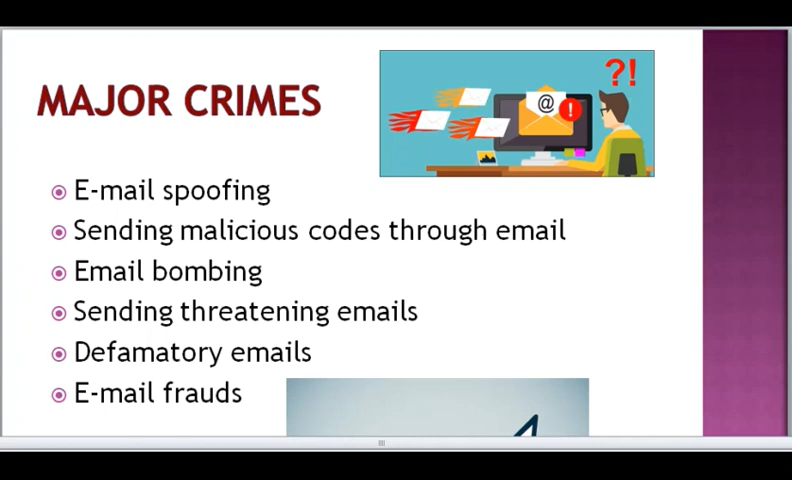 MAJOR CRIMES
?!
@
!
E-mail spoofing
Sending malicious codes through email
Email bombing
Sending threatening emails
Defamatory emails
E-mail frauds